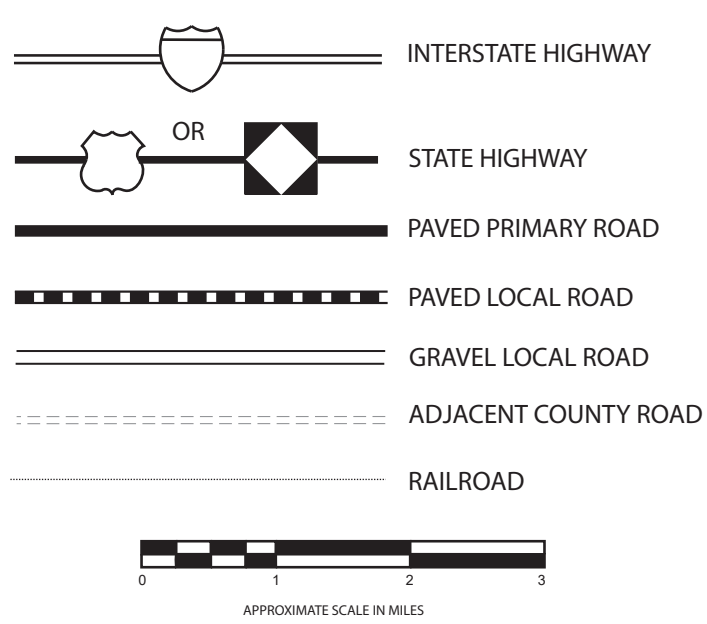 INTERSTATE HIGHWAY
OR
STATE HIGHWAY
PAVED PRIMARY ROAD
PAVED LOCAL ROAD
GRAVEL LOCAL ROAD
ADJACENT COUNTY ROAD
RAILROAD
0 1 2 3
APPROXIMATE SCALE IN MILES